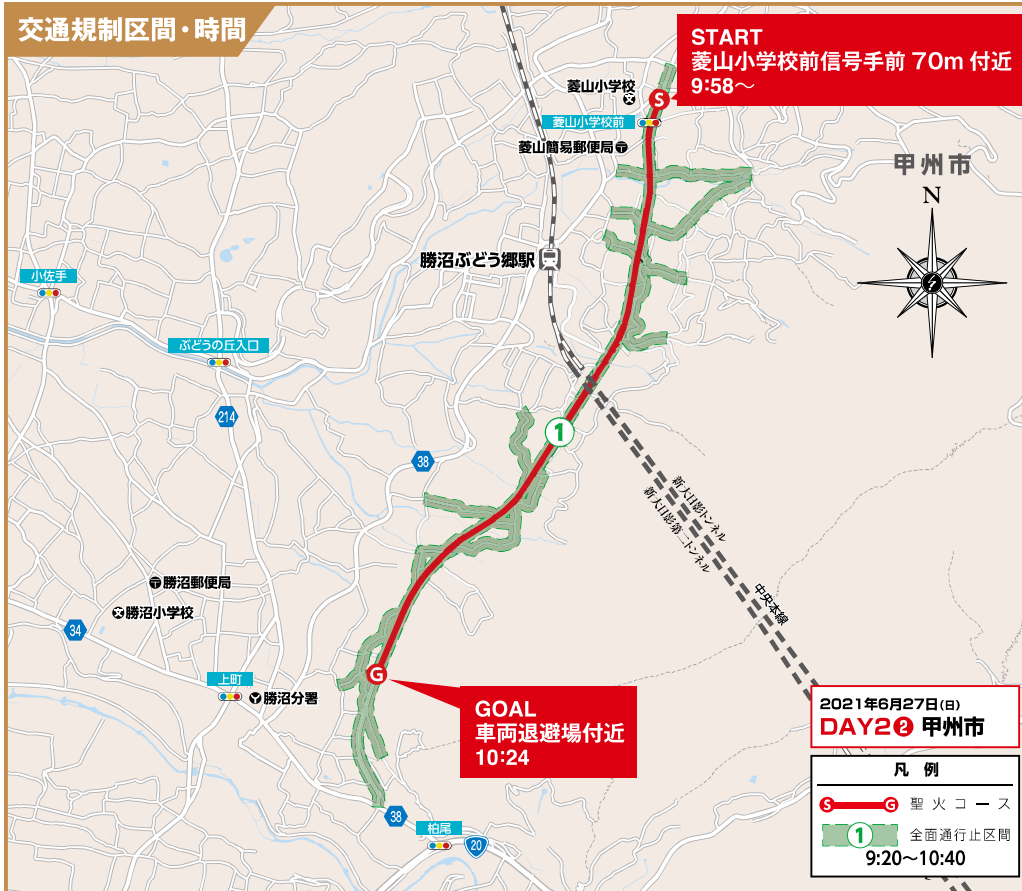 交通規制区間・時間
START
菱山小学校前信号手前 70m 付近
9:58～
菱山小学校
S
菱山小学校前
菱山簡易郵便局
甲州市
N
勝沼ぶどう郷駅
小佐手
ぶどうの丘入口
214
1
38
新大日影トンネル
新大日影第二トンネル
中央本線
勝沼郵便局
勝沼小学校
34
上町
勝沼分署
G
GOAL
車両退避場付近
10:24
38
柏尾
20
2021年6月27日(日)
DAY2❷ 甲州市
凡 例
S G 聖火コース
1 全面通行止区間
9:20～10:40